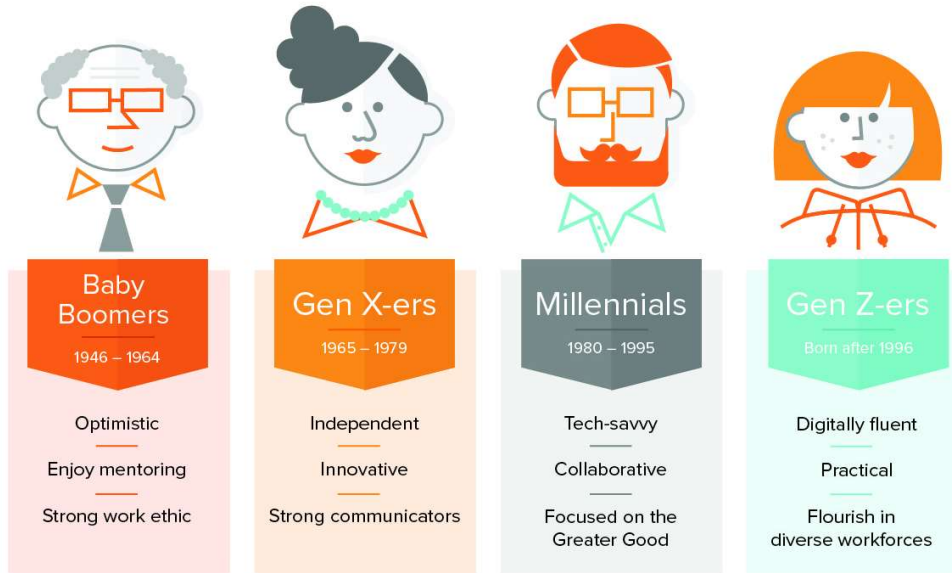 Baby
Boomers
1946 – 1964
Optimistic
Enjoy mentoring
Strong work ethic
Gen X-ers
1965 – 1979
Independent
Innovative
Strong communicators
Millennials
1980 – 1995
Tech-savvy
Collaborative
Focused on the
Greater Good
Gen Z-ers
Born after 1996
Digitally fluent
Practical
Flourish in
diverse workforces